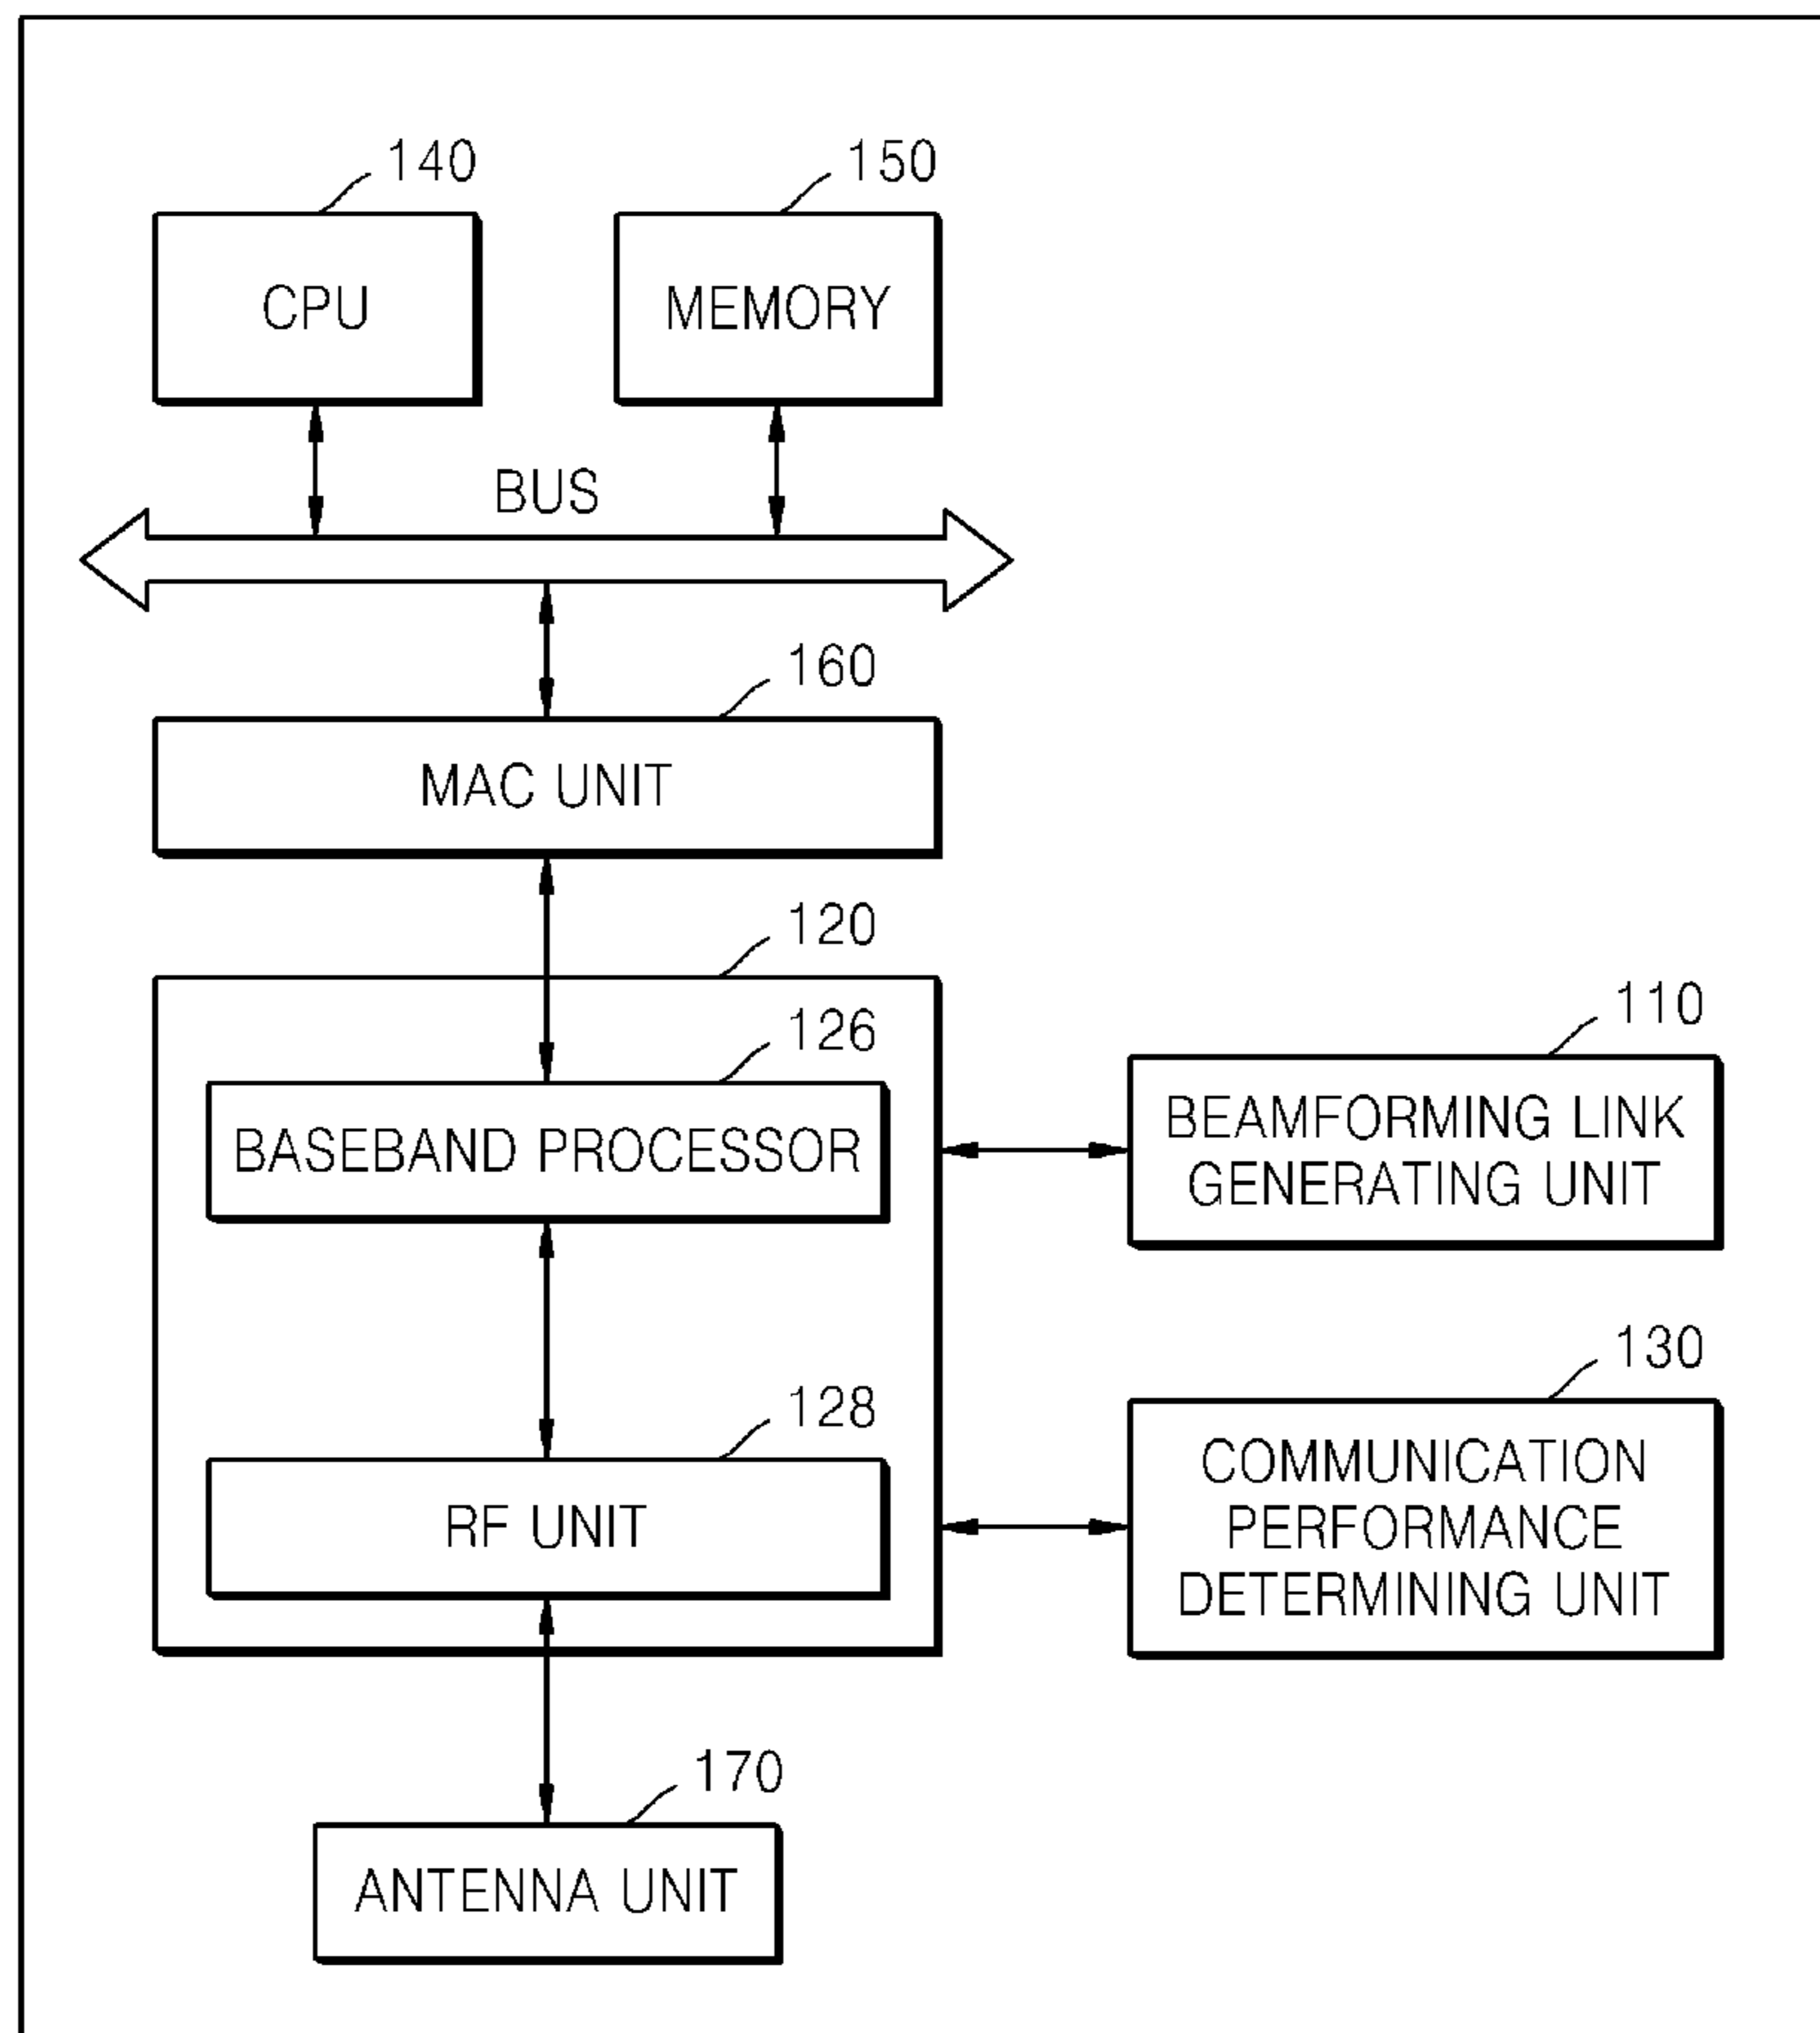 140
150
CPU
MEMORY
BUS
160
MAC UNIT
120
126
110
BASEBAND PROCESSOR
BEAMFORMING LINK
GENERATING UNIT
130
128
COMMUNICATION
PERFORMANCE
DETERMINING UNIT
RF UNIT
170
ANTENNA UNIT